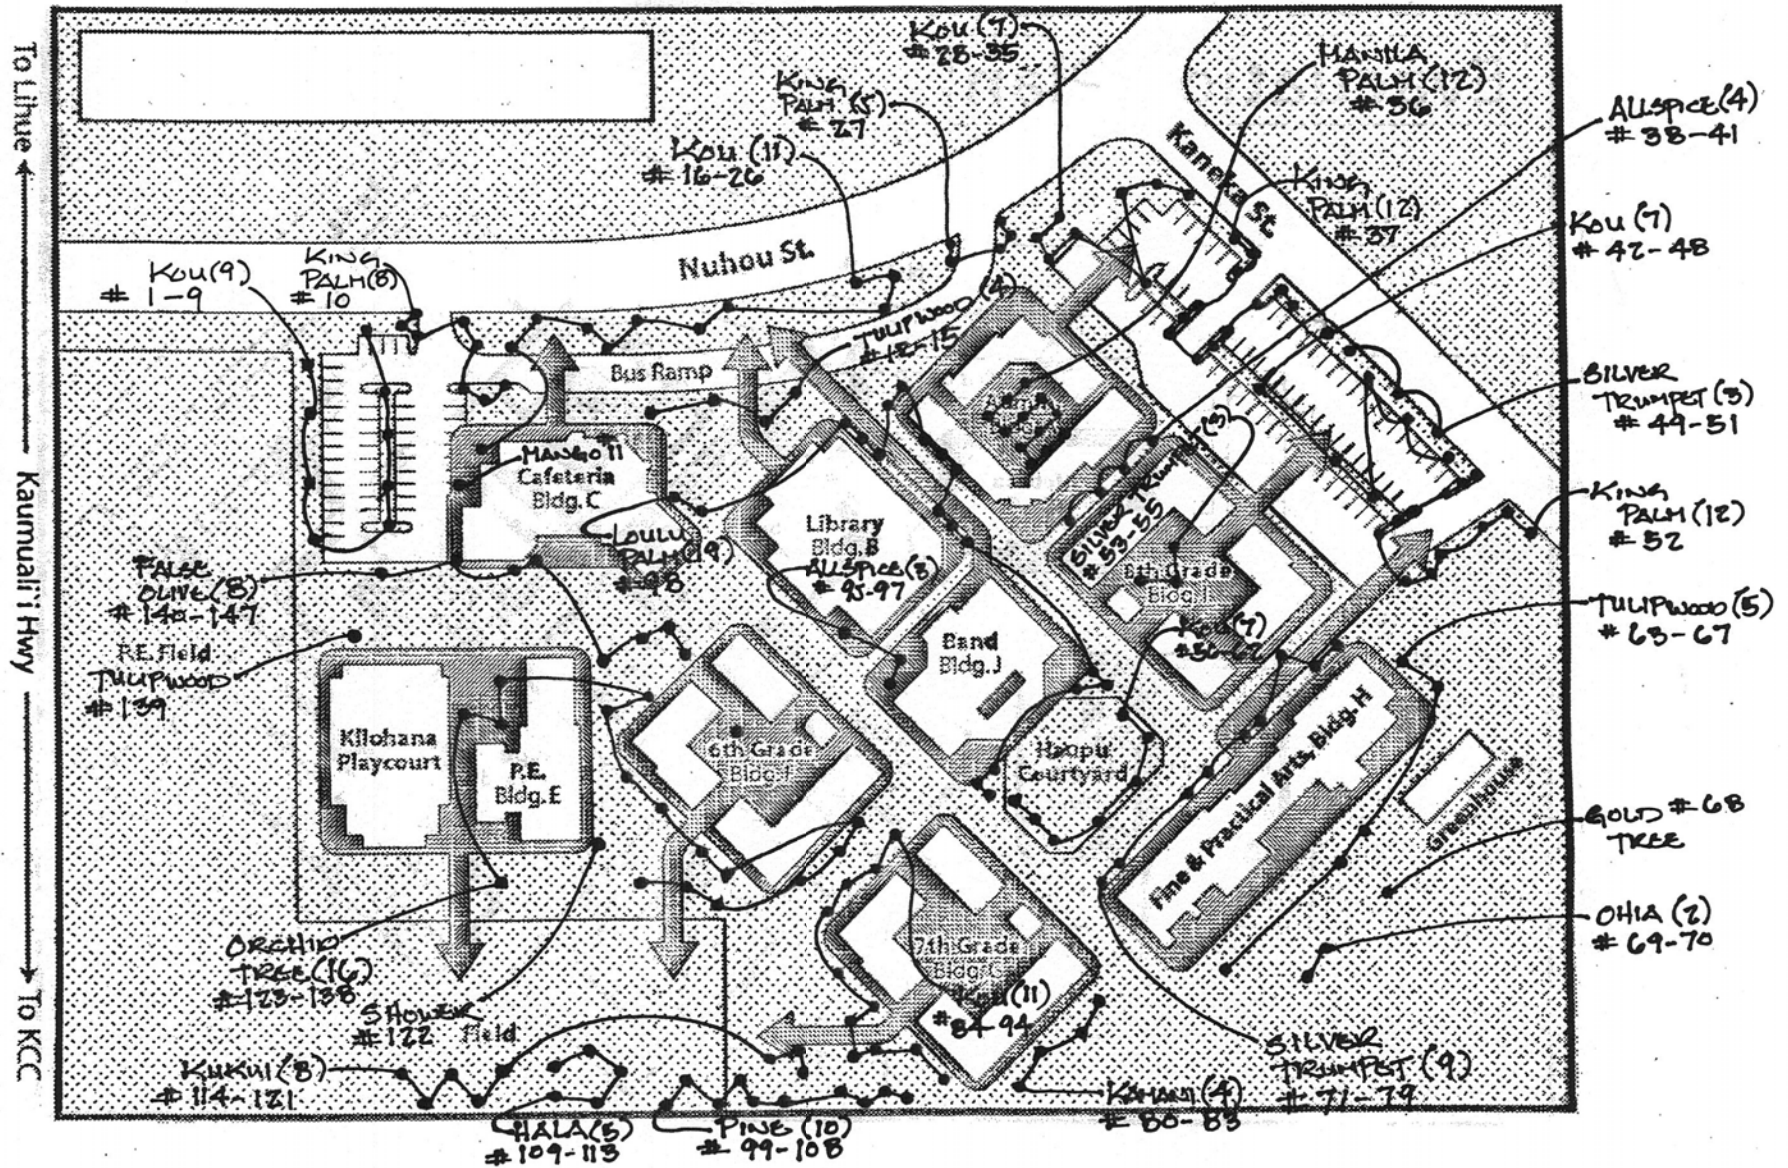 KOU (7)
# 28-35
MANILA
PALM (12)
# 36
KING
PALM (5)
# 27
ALLSPICE (4)
# 38-41
KOU (11)
# 16-26
Kaneka St.
KING
PALM (12)
# 37
KOU (7)
# 42-48
To Lihue
Kaumuali'i Hwy
To KCC
KOU (9)
# 1-9
KING
PALM (8)
# 10
Nuhou St.
TULIPWOOD (4)
# 12-15
Bus Ramp
SILVER
TRUMPET (3)
# 49-51
MANGO 11
Cafeteria
Bldg. C
Library
Bldg. B
ALLSPICE (3)
# 95-97
LOULU
PALM (19)
# 98
SILVER TRUMPET (3)
# 53-55
8th Grade
Bldg. I
KOU (7)
# 56-62
KING
PALM (12)
# 52
FALSE
OLIVE (8)
# 140-147
P.E. Field
TULIPWOOD
# 139
TULIPWOOD (5)
# 63-67
Band
Bldg. J
Kilohana
Playcourt
P.E.
Bldg. E
6th Grade
Bldg. F
Haupu
Courtyard
Fine & Practical Arts, Bldg. H
Greenhouse
GOLD # 68
TREE
OHIA (2)
# 69-70
ORCHID
TREE (16)
# 123-138
SHOWER
# 122
Field
7th Grade
Bldg. G
KOU (11)
# 84-94
KUKUI (8)
# 114-121
HALA (5)
# 109-113
PINE (10)
# 99-108
KAMANI (4)
# 80-83
SILVER
TRUMPET (9)
# 71-79